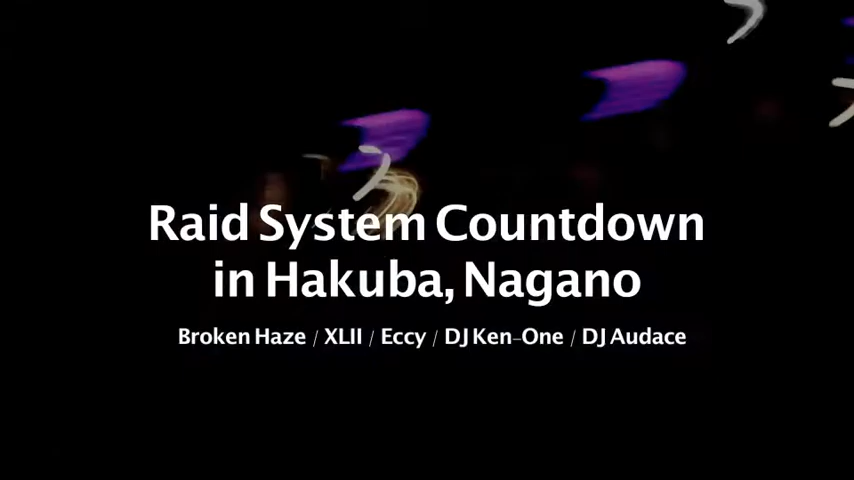 Raid System Countdown
in Hakuba, Nagano
Broken Haze / XLII / Eccy / DJ Ken-One / DJ Audace